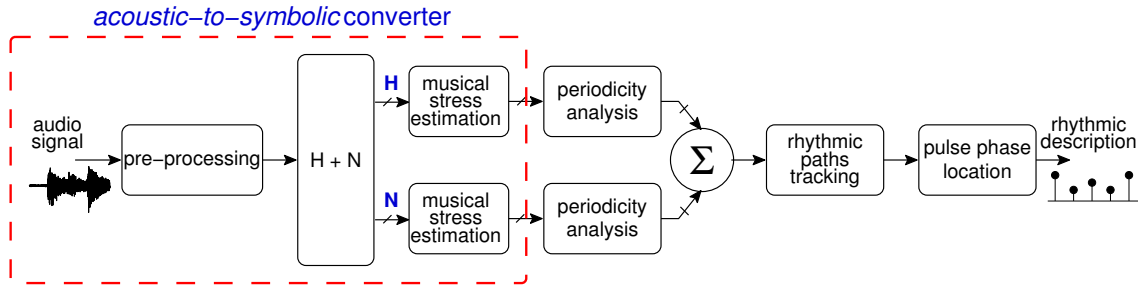 acoustic−to−symbolic converter
audio
signal
pre−processing
H + N
H
musical
stress
estimation
periodicity
analysis
N
musical
stress
estimation
periodicity
analysis
Σ
rhythmic
paths
tracking
pulse phase
location
rhythmic
description